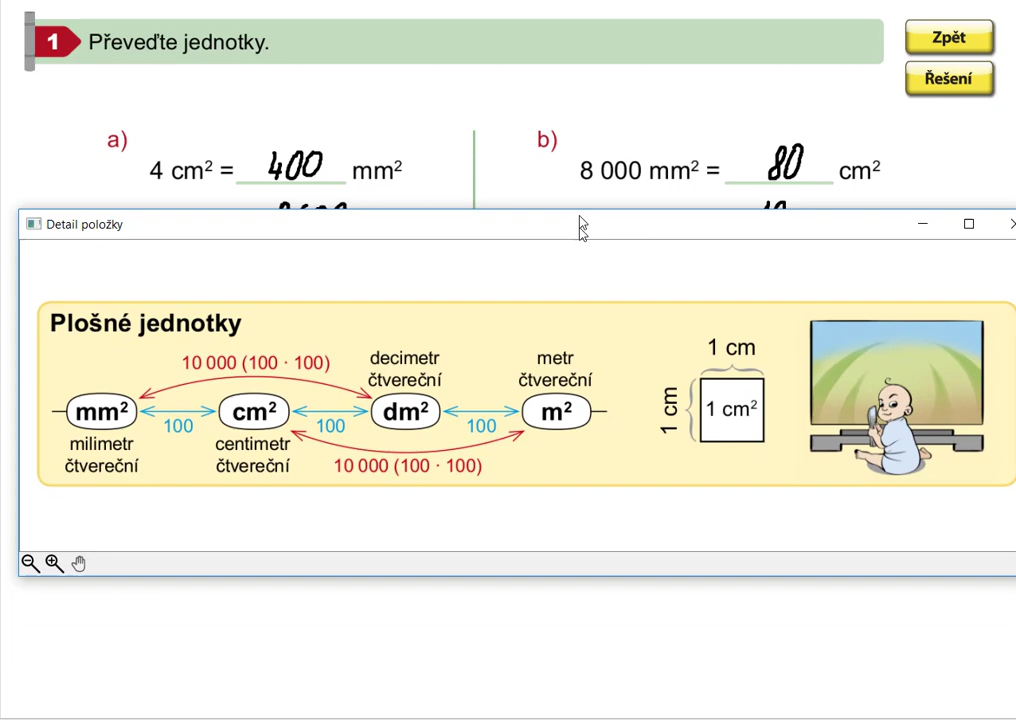 1 Převeďte jednotky.
Zpět
Řešení
a)
4 cm² = 400 mm²
b)
8 000 mm² = 80 cm²
Detail položky
Plošné jednotky
10 000 (100 · 100)
decimetr
čtvereční
metr
čtvereční
mm² 100 cm² 100 dm² 100 m²
milimetr
čtvereční
centimetr
čtvereční
10 000 (100 · 100)
1 cm
1 cm
1 cm²